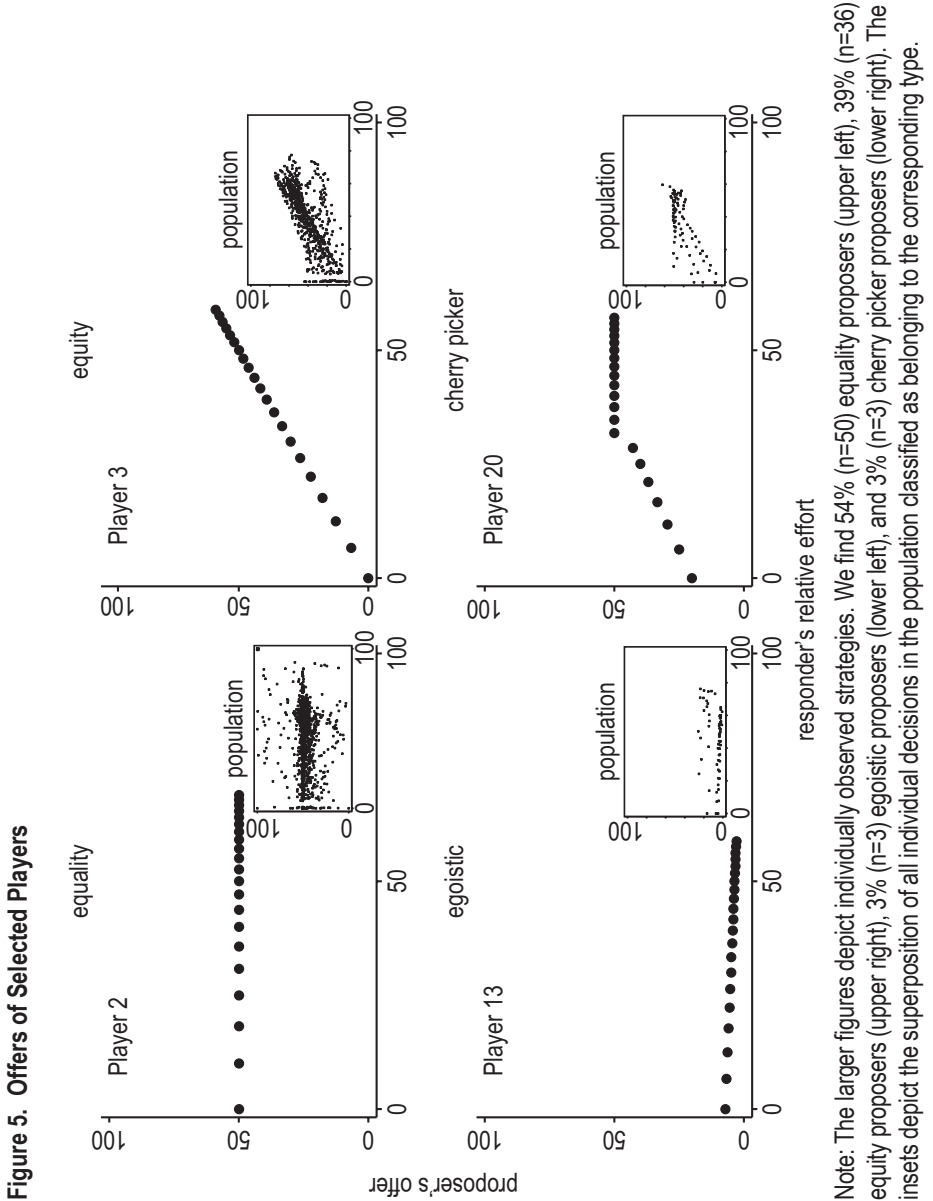 Figure 5. Offers of Selected Players
equality
Player 2
100
50
0
0
50
100
population
100
0
0
100
equity
Player 3
100
50
0
0
50
100
population
100
0
0
100
egoistic
Player 13
100
50
0
0
50
100
population
100
0
0
100
cherry picker
Player 20
100
50
0
0
50
100
population
100
0
0
100
proposer's offer
responder's relative effort
Note: The larger figures depict individually observed strategies. We find 54% (n=50) equality proposers (upper left), 39% (n=36)
equity proposers (upper right), 3% (n=3) egoistic proposers (lower left), and 3% (n=3) cherry picker proposers (lower right). The
insets depict the superposition of all individual decisions in the population classified as belonging to the corresponding type.